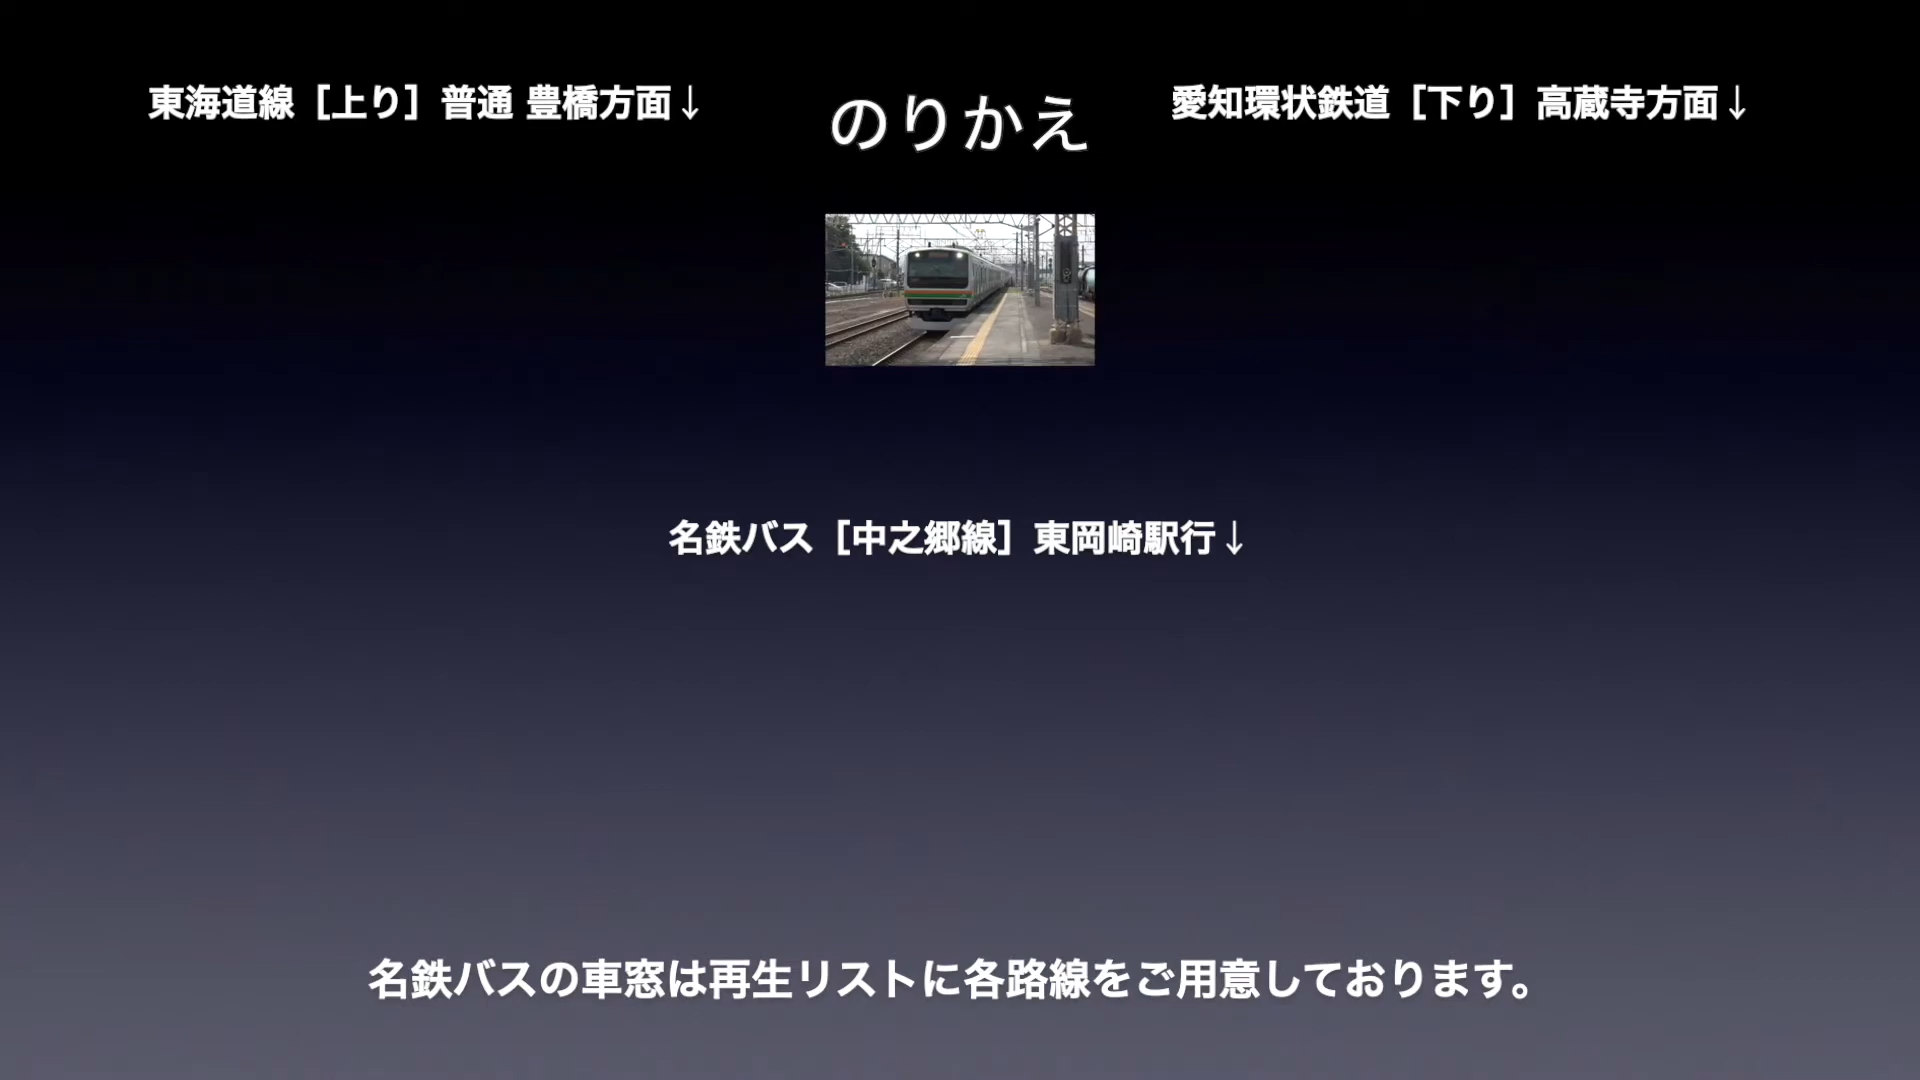 東海道線［上り］普通 豊橋方面↓
のりかえ
愛知環状鉄道［下り］高蔵寺方面↓
名鉄バス［中之郷線］東岡崎駅行↓
名鉄バスの車窓は再生リストに各路線をご用意しております。